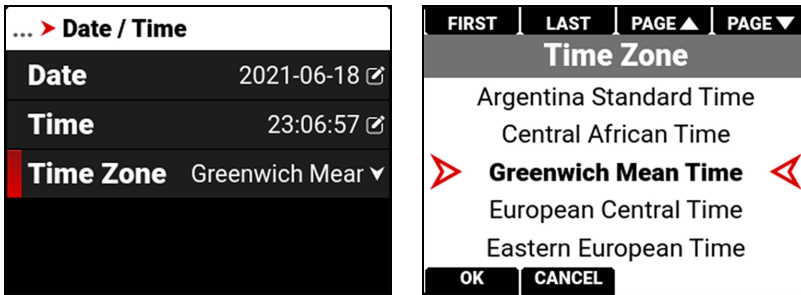 ... > Date / Time
Date 2021-06-18
Time 23:06:57
Time Zone Greenwich Mear
FIRST LAST PAGE▲ PAGE▼
Time Zone
Argentina Standard Time
Central African Time
Greenwich Mean Time
European Central Time
Eastern European Time
OK CANCEL